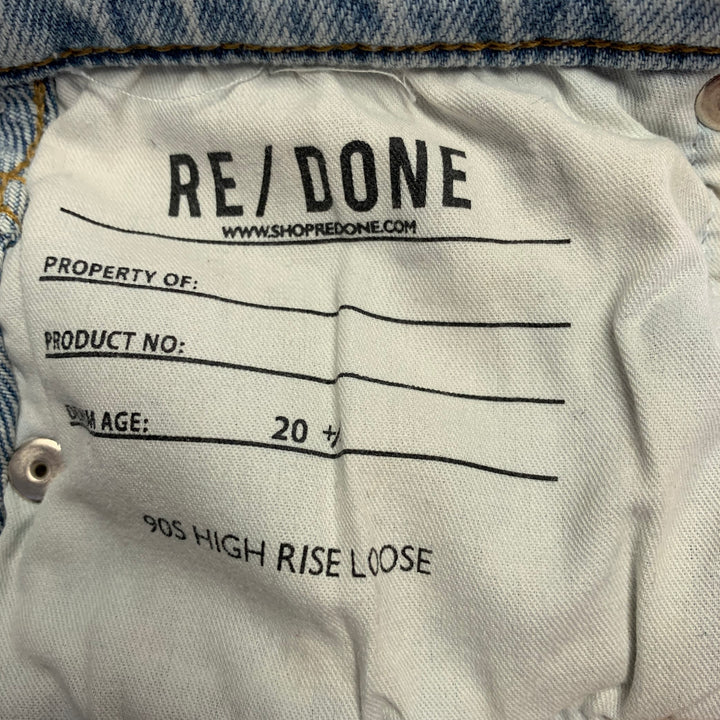 RE/DONE
WWW.SHOPREDONE.COM
PROPERTY OF:
PRODUCT NO:
AGE: 20 +/
90S HIGH RISE LOOSE